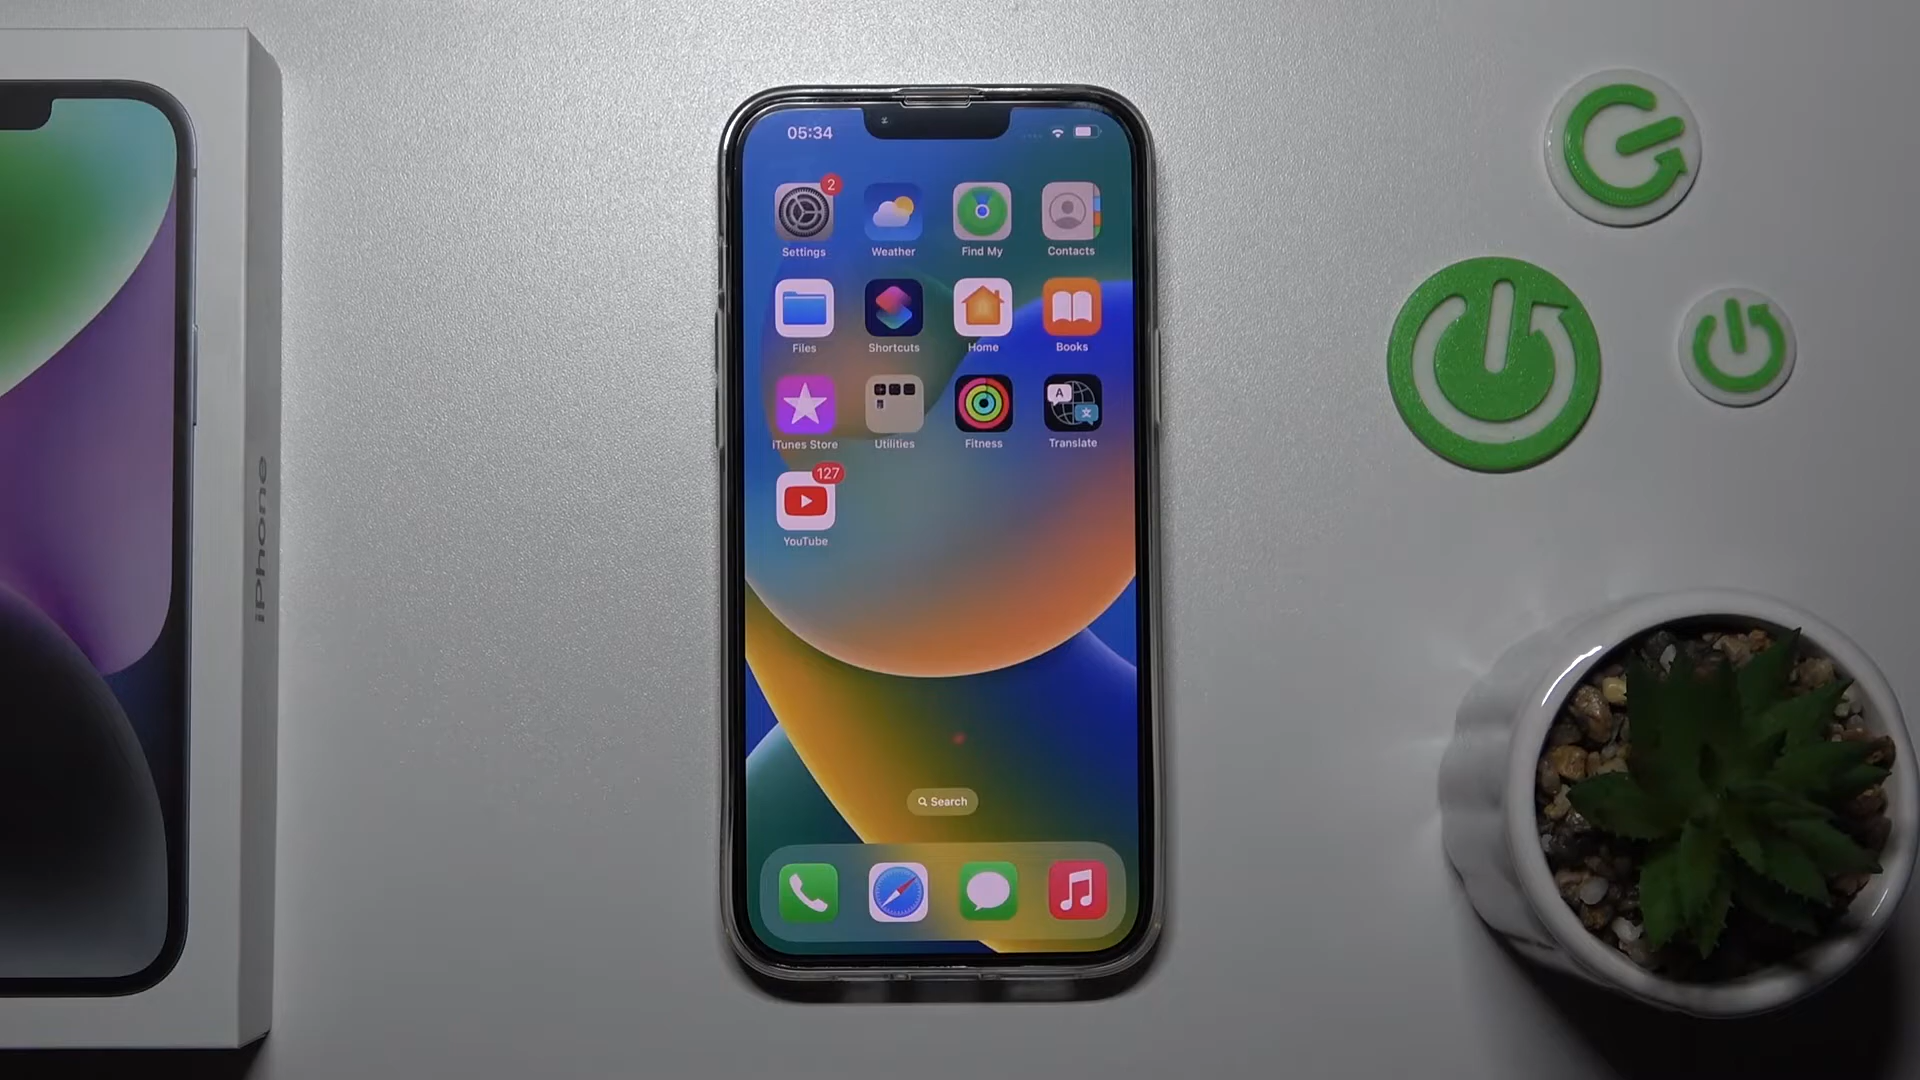 iPhone
05:34
2
Settings
Weather
Find My
Contacts
Files
Shortcuts
Home
Books
iTunes Store
Utilities
A
文
Fitness
Translate
127
YouTube
Search